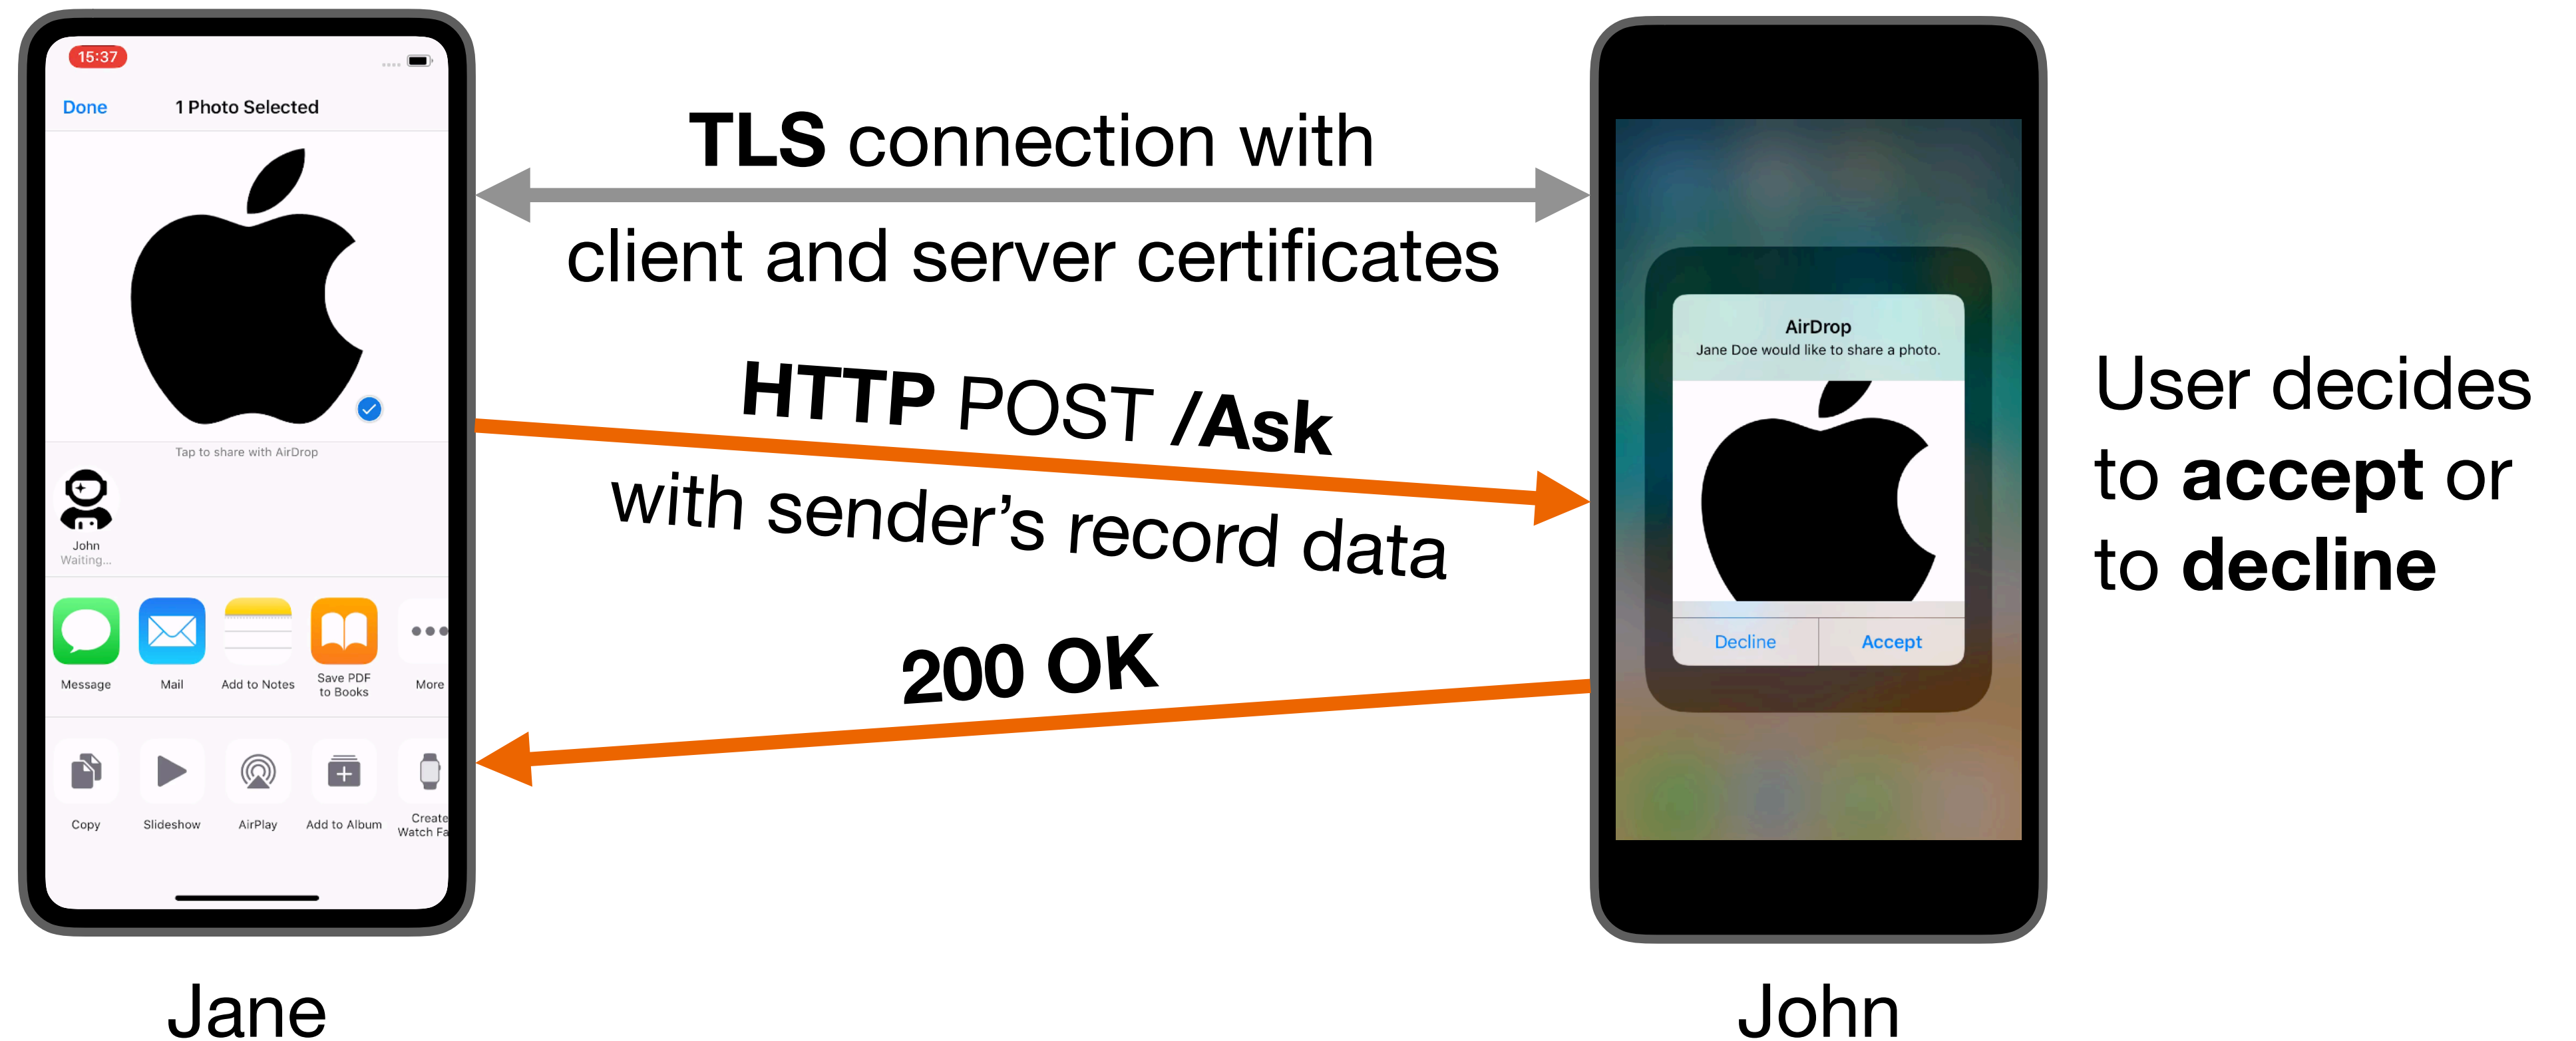 15:37
Done
1 Photo Selected
Tap to share with AirDrop
John
Waiting...
Message
Mail
Add to Notes
Save PDF
to Books
More
Copy
Slideshow
AirPlay
Add to Album
Create
Watch Fa
Jane
TLS connection with
client and server certificates
HTTP POST /Ask
with sender’s record data
200 OK
AirDrop
Jane Doe would like to share a photo.
Decline
Accept
John
User decides
to accept or
to decline